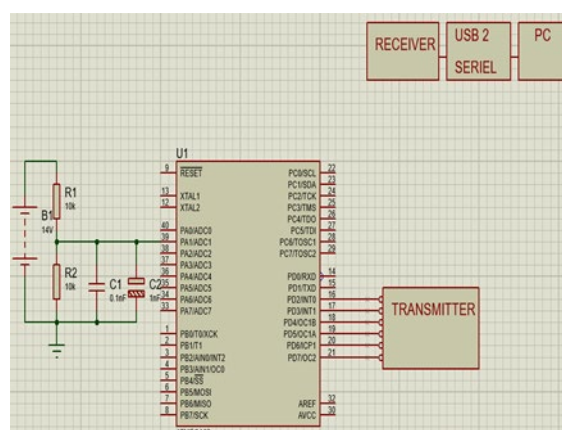 RECEIVER
USB 2
SERIEL
PC
U1
R1
10k
B1
14V
R2
10k
C1
0.1nF
C2
1nF
9 RESET
13 XTAL1
12 XTAL2
40 PA0/ADC0
39 PA1/ADC1
38 PA2/ADC2
37 PA3/ADC3
36 PA4/ADC4
35 PA5/ADC5
34 PA6/ADC6
33 PA7/ADC7
1 PB0/T0/XCK
2 PB1/T1
3 PB2/AIN0/INT2
4 PB3/AIN1/OC0
5 PB4/SS
6 PB5/MOSI
7 PB6/MISO
8 PB7/SCK
PC0/SCL 22
PC1/SDA 23
PC2/TCK 24
PC3/TMS 25
PC4/TDO 26
PC5/TDI 27
PC6/TOSC1 28
PC7/TOSC2 29
PD0/RXD 14
PD1/TXD 15
PD2/INT0 16
PD3/INT1 17
PD4/OC1B 18
PD5/OC1A 19
PD6/ICP1 20
PD7/OC2 21
AREF 32
AVCC 30
TRANSMITTER